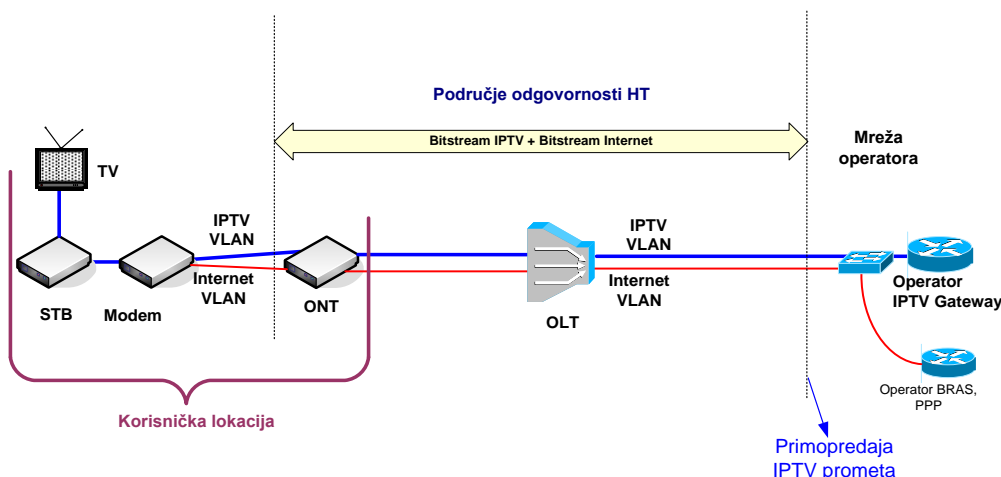 Područje odgovornosti HT
Bitstream IPTV + Bitstream Internet
Mreža
operatora
TV
IPTV
VLAN
Internet
VLAN
STB
Modem
ONT
OLT
IPTV
VLAN
Internet
VLAN
Operator
IPTV Gateway
Operator BRAS,
PPP
Korisnička lokacija
Primopredaja
IPTV prometa